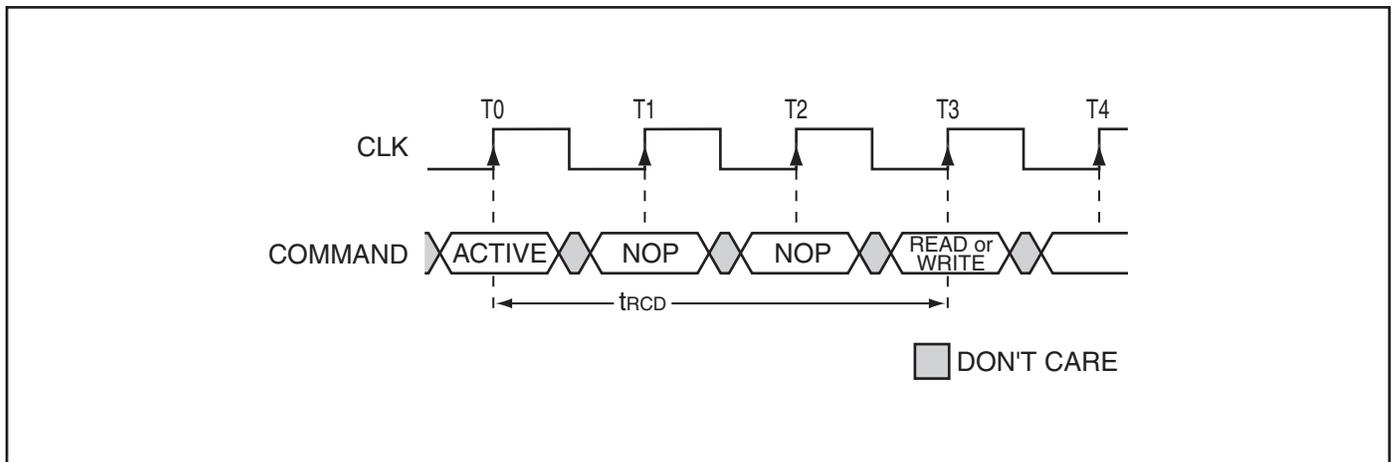 T0 T1 T2 T3 T4
CLK
COMMAND ACTIVE NOP NOP READ or
WRITE
tRCD
DON'T CARE